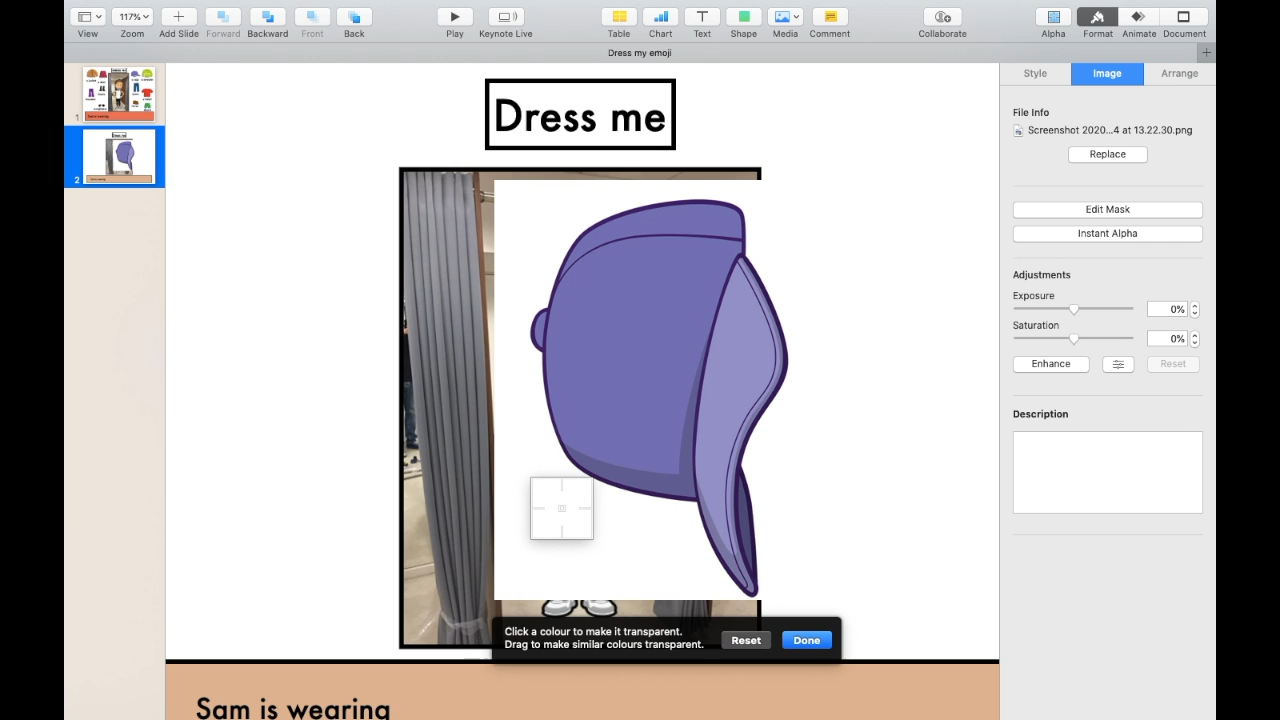 117%
View Zoom Add Slide Forward Backward Front Back Play Keynote Live Table Chart Text Shape Media Comment Collaborate Alpha Format Animate Document
Dress my emoji
Style Image Arrange
File Info
Screenshot 2020...4 at 13.22.30.png
Replace
Edit Mask
Instant Alpha
Adjustments
Exposure
0%
Saturation
0%
Enhance Reset
Description
1
2
Dress me
Click a colour to make it transparent.
Drag to make similar colours transparent.
Reset Done
Sam is wearing